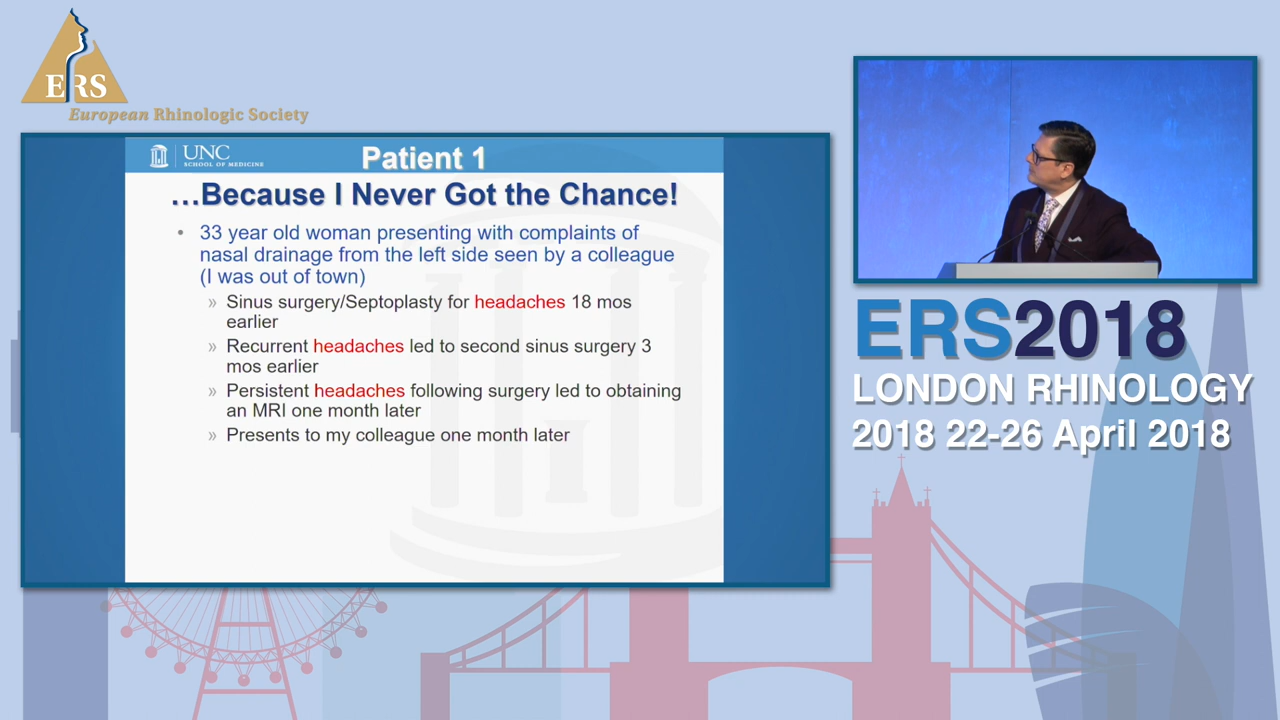 ERS
European Rhinologic Society
UNC
SCHOOL OF MEDICINE
Patient 1
…Because I Never Got the Chance!
• 33 year old woman presenting with complaints of
nasal drainage from the left side seen by a colleague
(I was out of town)
» Sinus surgery/Septoplasty for headaches 18 mos
earlier
» Recurrent headaches led to second sinus surgery 3
mos earlier
» Persistent headaches following surgery led to obtaining
an MRI one month later
» Presents to my colleague one month later
ERS2018
LONDON RHINOLOGY
2018 22-26 April 2018